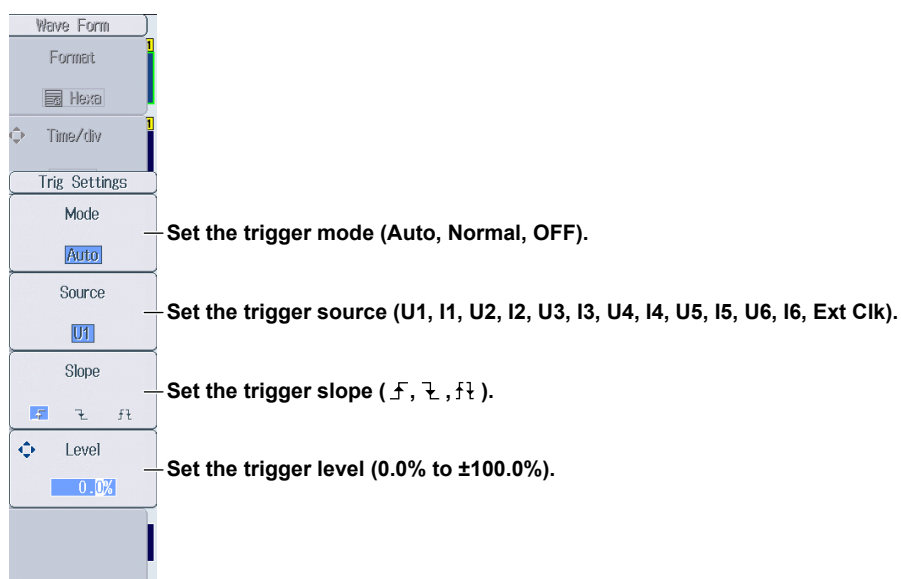 Wave Form
1
Format
Hexa
1
Time/div
Trig Settings
Mode
Auto
Set the trigger mode (Auto, Normal, OFF).
Source
U1
Set the trigger source (U1, I1, U2, I2, U3, I3, U4, I4, U5, I5, U6, I6, Ext Clk).
Slope
Set the trigger slope ( , , ).
Level
0.0%
Set the trigger level (0.0% to ±100.0%).